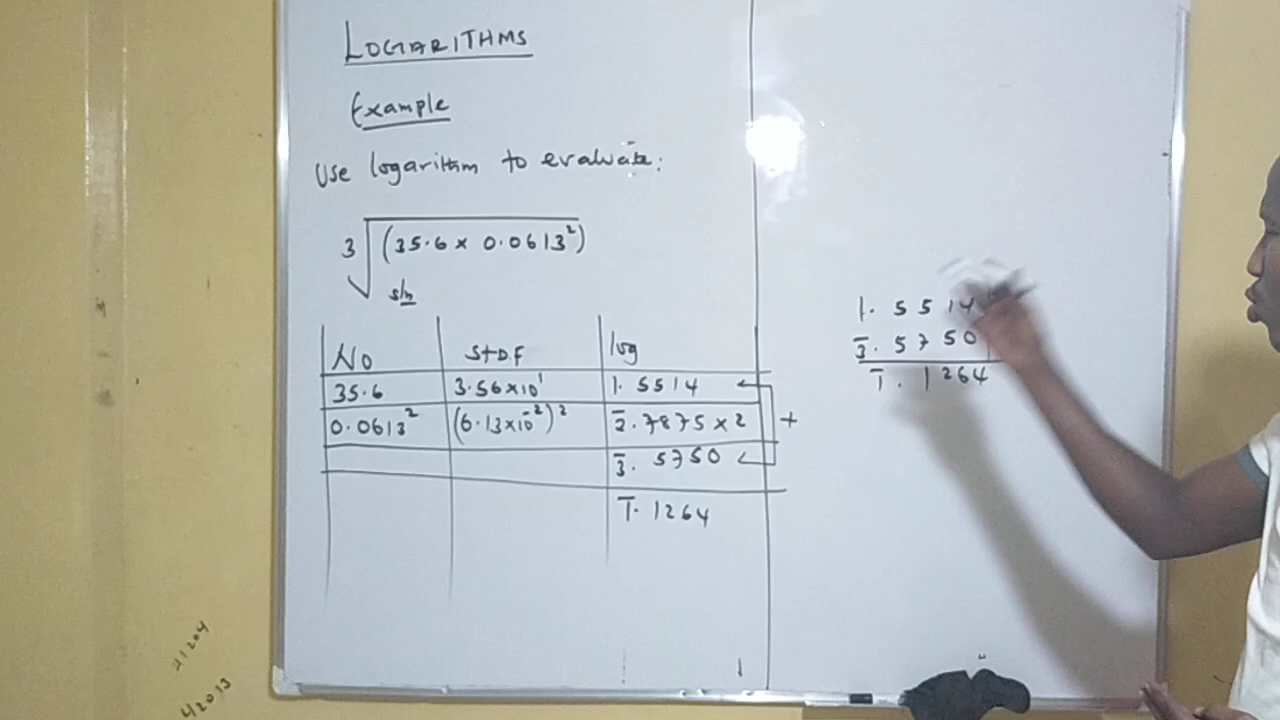 LOGARITHMS
Example
Use logarithm to evaluate:
3√(35.6 × 0.0613²)
sln
No Std F log
35.6 3.56×10¹ 1.5514
0.0613² (6.13×10⁻²)² 2̅.7875 × 2 +
3̅.5750
1̅.1264
1.5514
3̅.5750
1̅.1264
21204
42013